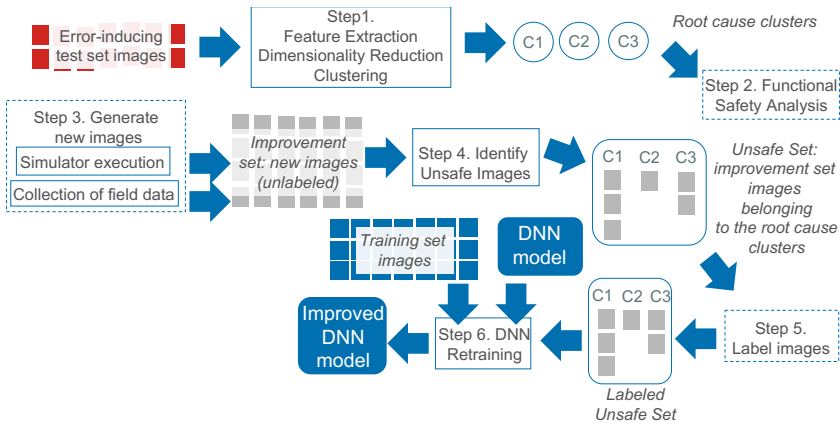 Error-inducing
test set images
Step1.
Feature Extraction
Dimensionality Reduction
Clustering
C1
C2
C3
Root cause clusters
Step 2. Functional
Safety Analysis
Step 3. Generate
new images
Simulator execution
Collection of field data
Improvement
set: new images
(unlabeled)
Step 4. Identify
Unsafe Images
C1
C2
C3
Unsafe Set:
improvement set
images
belonging
to the root cause
clusters
Training set
images
DNN
model
Improved
DNN
model
Step 6. DNN
Retraining
C1
C2
C3
Labeled
Unsafe Set
Step 5.
Label images